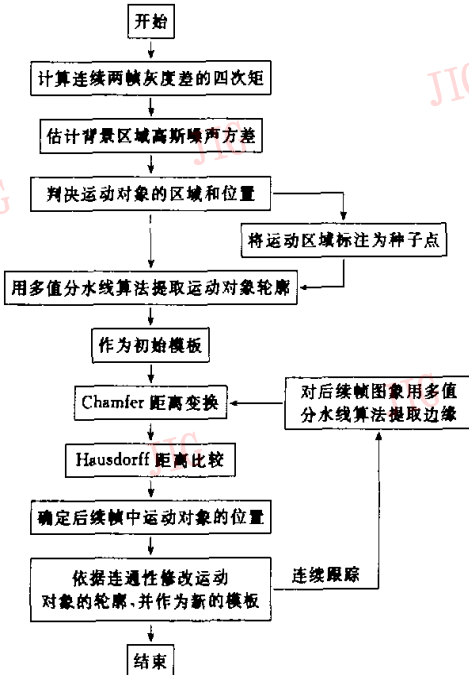 开始
计算连续两帧灰度差的四次矩
估计背景区域高斯噪声方差
判决运动对象的区域和位置
将运动区域标注为种子点
用多值分水线算法提取运动对象轮廓
作为初始模板
Chamfer 距离变换
对后续帧图象用多值
分水线算法提取边缘
Hausdorff 距离比较
确定后续帧中运动对象的位置
依据连通性修改运动
对象的轮廓、并作为新的模板
连续跟踪
结束
JIG
JIG
JIG
JIG